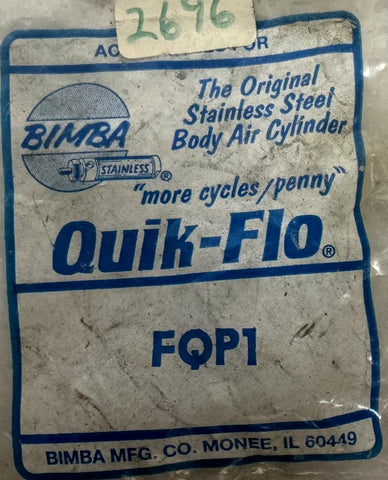 2696
The Original
Stainless Steel
Body Air Cylinder
BIMBA
STAINLESS
®
"more cycles/penny"
Quik-Flo®
FQP1
BIMBA MFG. CO. MONEE, IL 60449